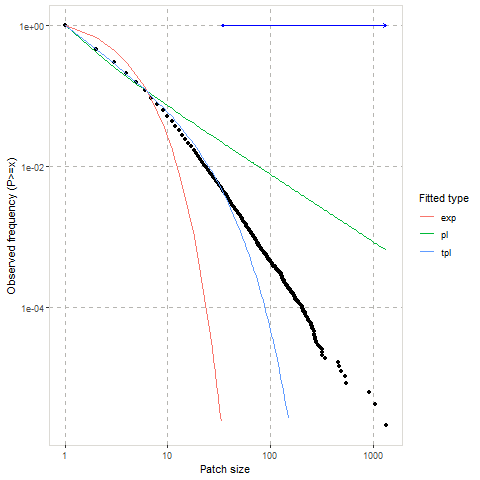 1e+00
1e-02
1e-04
Observed frequency (P>=x)
1 10 100 1000
Patch size
Fitted type
exp
pl
tpl